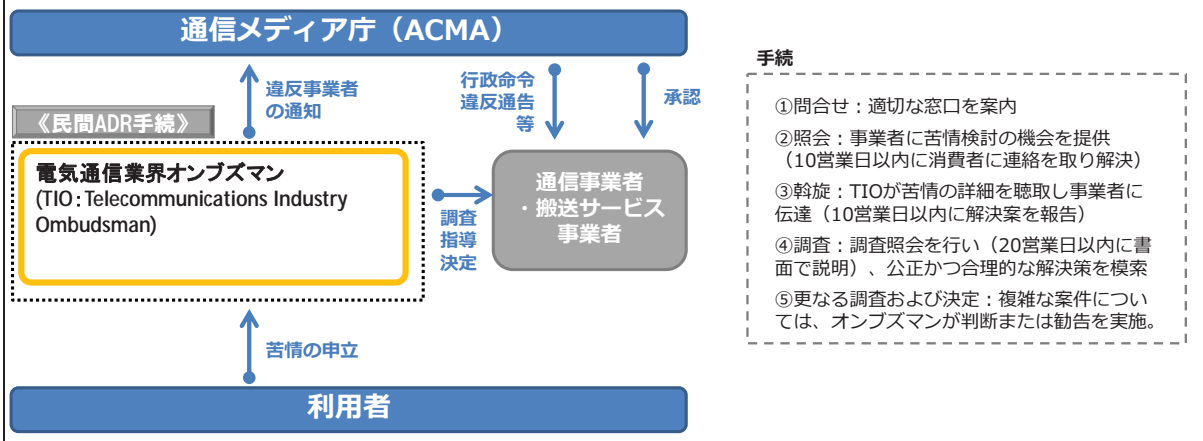 通信メディア庁（ACMA）
違反事業者
の通知
行政命令
違反通告
等
承認
《民間ADR手続》
電気通信業界オンブズマン
(TIO：Telecommunications Industry
Ombudsman)
調査
指導
決定
通信事業者
・搬送サービス
事業者
苦情の申立
利用者
手続
①問合せ：適切な窓口を案内
②照会：事業者に苦情検討の機会を提供
（10営業日以内に消費者に連絡を取り解決）
③斡旋：TIOが苦情の詳細を聴取し事業者に
伝達（10営業日以内に解決案を報告）
④調査：調査照会を行い（20営業日以内に書
面で説明）、公正かつ合理的な解決策を模索
⑤更なる調査および決定：複雑な案件につい
ては、オンブズマンが判断または勧告を実施。